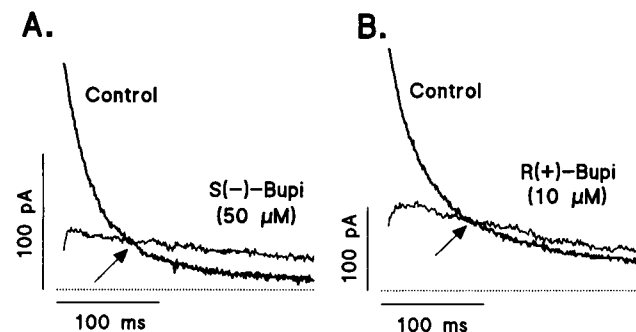 A.
Control
S(−)-Bupi
(50 μM)
100 pA
100 ms
B.
Control
R(+)-Bupi
(10 μM)
100 pA
100 ms